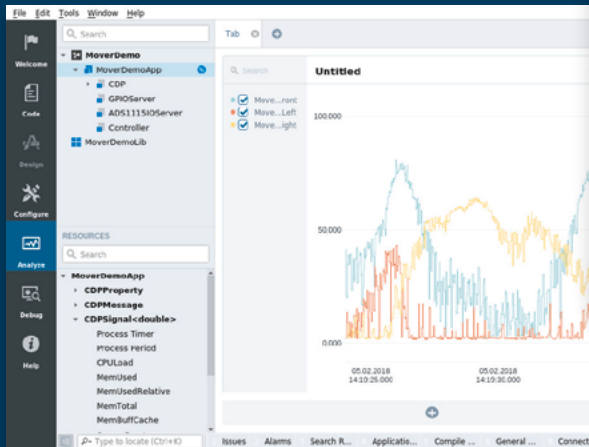 File Edit Tools Window Help
Welcome
Code
Design
Configure
Analyze
Debug
Help
Search
MoverDemo
MoverDemoApp
CDP
GPIOServer
ADS1115IOServer
Controller
MoverDemoLib
RESOURCES
Search
MoverDemoApp
CDPProperty
CDPMessage
CDPSignal<double>
Process Timer
Process Period
CPULoad
MemUsed
MemUsedRelative
MemTotal
MemBuffCache
Type to locate (Ctrl+K)
Tab
Search
Move...ront
Move...Left
Move...ight
Untitled
100.000
50.000
0.000
05.02.2018
14:19:25.000
05.02.2018
14:19:30.000
Issues Alarms Search R... Applicatio... Compile ... General ... Connect